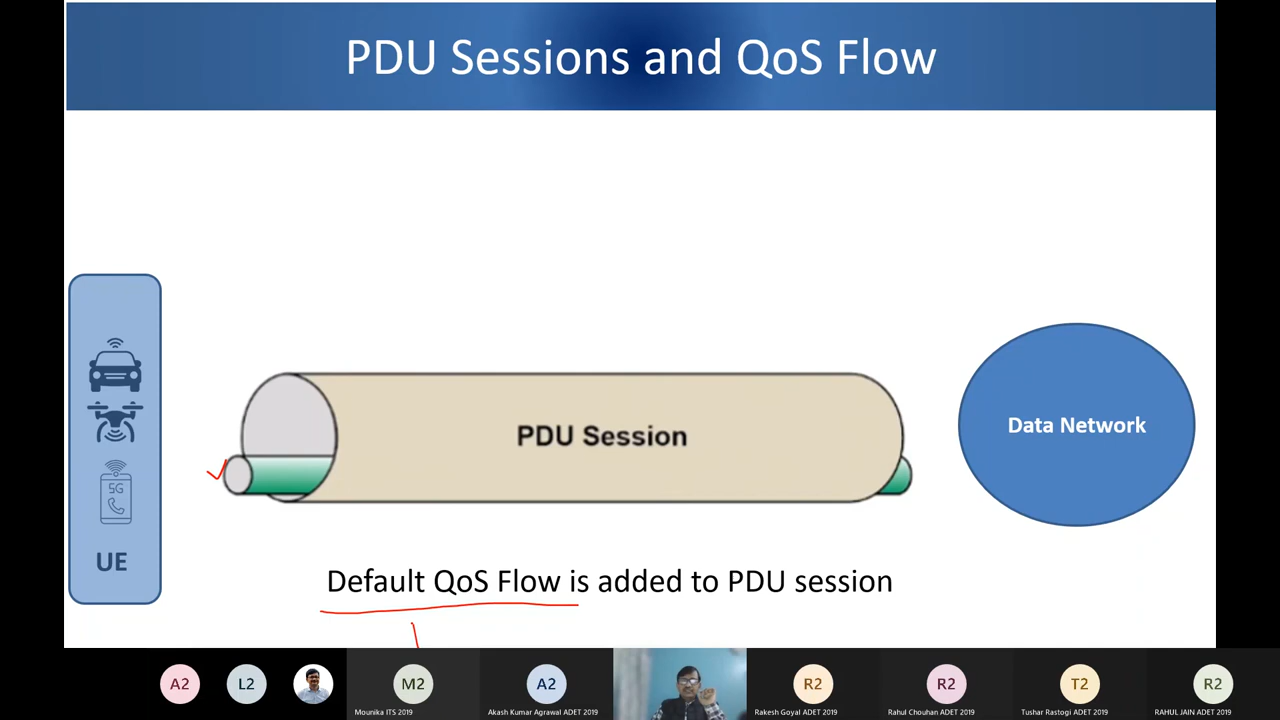 PDU Sessions and QoS Flow
5G
UE
PDU Session
Data Network
Default QoS Flow is added to PDU session
A2
L2
M2
A2
R2
R2
T2
R2
Mounika ITS 2019
Akash Kumar Agrawal ADET 2019
Rakesh Goyal ADET 2019
Rahul Chouhan ADET 2019
Tushar Rastogi ADET 2019
RAHUL JAIN ADET 2019